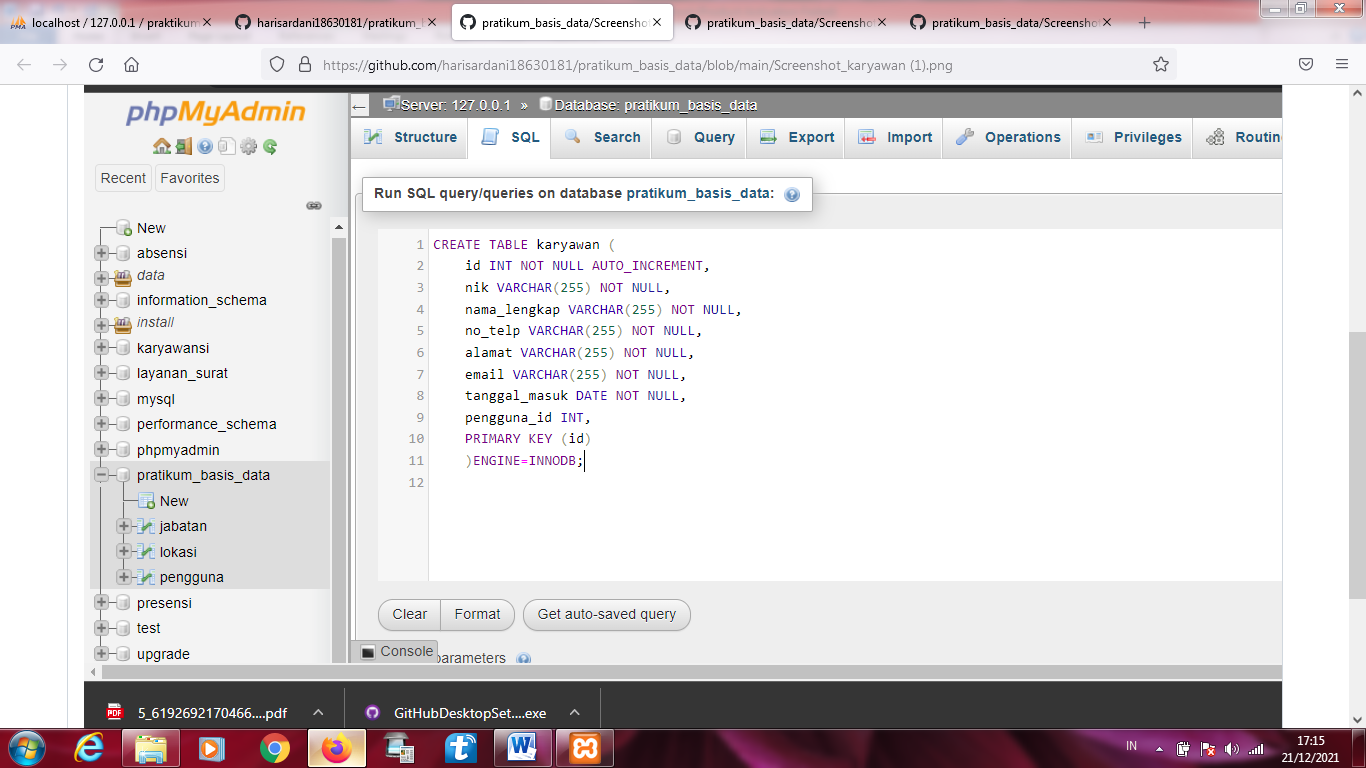 localhost / 127.0.0.1 / praktikum
harisardani18630181/pratikum_b
pratikum_basis_data/Screenshot
pratikum_basis_data/Screenshot
pratikum_basis_data/Screenshot
https://github.com/harisardani18630181/pratikum_basis_data/blob/main/Screenshot_karyawan (1).png
phpMyAdmin
Recent
Favorites
New
absensi
data
information_schema
install
karyawansi
layanan_surat
mysql
performance_schema
phpmyadmin
pratikum_basis_data
New
jabatan
lokasi
pengguna
presensi
test
upgrade
Server: 127.0.0.1 » Database: pratikum_basis_data
Structure SQL Search Query Export Import Operations Privileges Routin
Run SQL query/queries on database pratikum_basis_data:
1 CREATE TABLE karyawan (
2 id INT NOT NULL AUTO_INCREMENT,
3 nik VARCHAR(255) NOT NULL,
4 nama_lengkap VARCHAR(255) NOT NULL,
5 no_telp VARCHAR(255) NOT NULL,
6 alamat VARCHAR(255) NOT NULL,
7 email VARCHAR(255) NOT NULL,
8 tanggal_masuk DATE NOT NULL,
9 pengguna_id INT,
10 PRIMARY KEY (id)
11 )ENGINE=INNODB;
12
Clear Format Get auto-saved query
Console
parameters
5_6192692170466....pdf
GitHubDesktopSet....exe
IN
17:15
21/12/2021